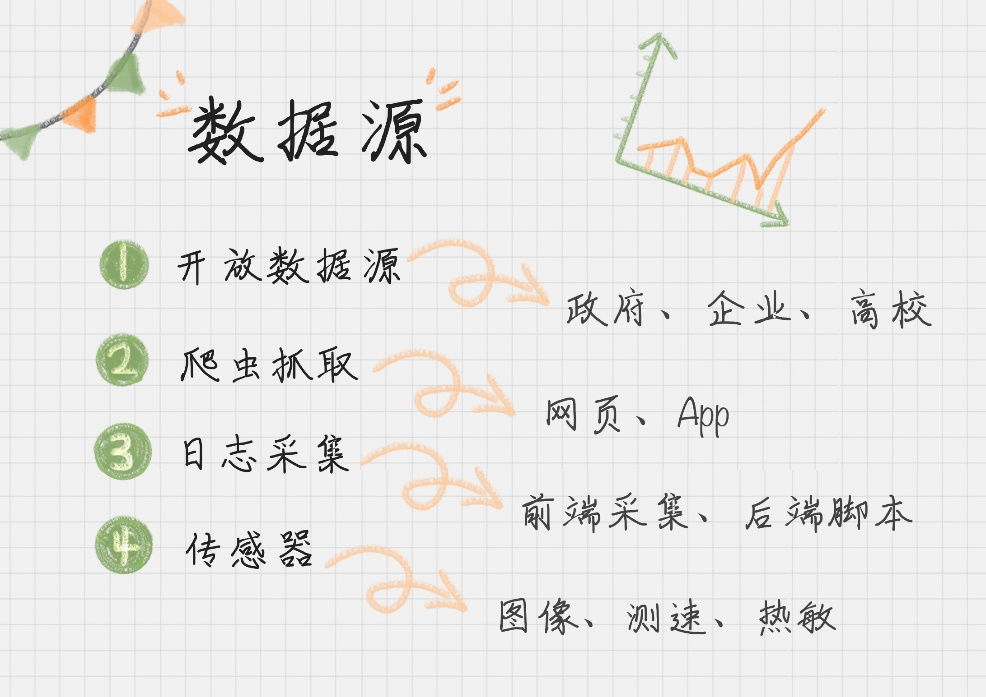 数据源
1 开放数据源
政府、企业、高校
2 爬虫抓取
网页、App
3 日志采集
前端采集、后端脚本
4 传感器
图像、测速、热敏